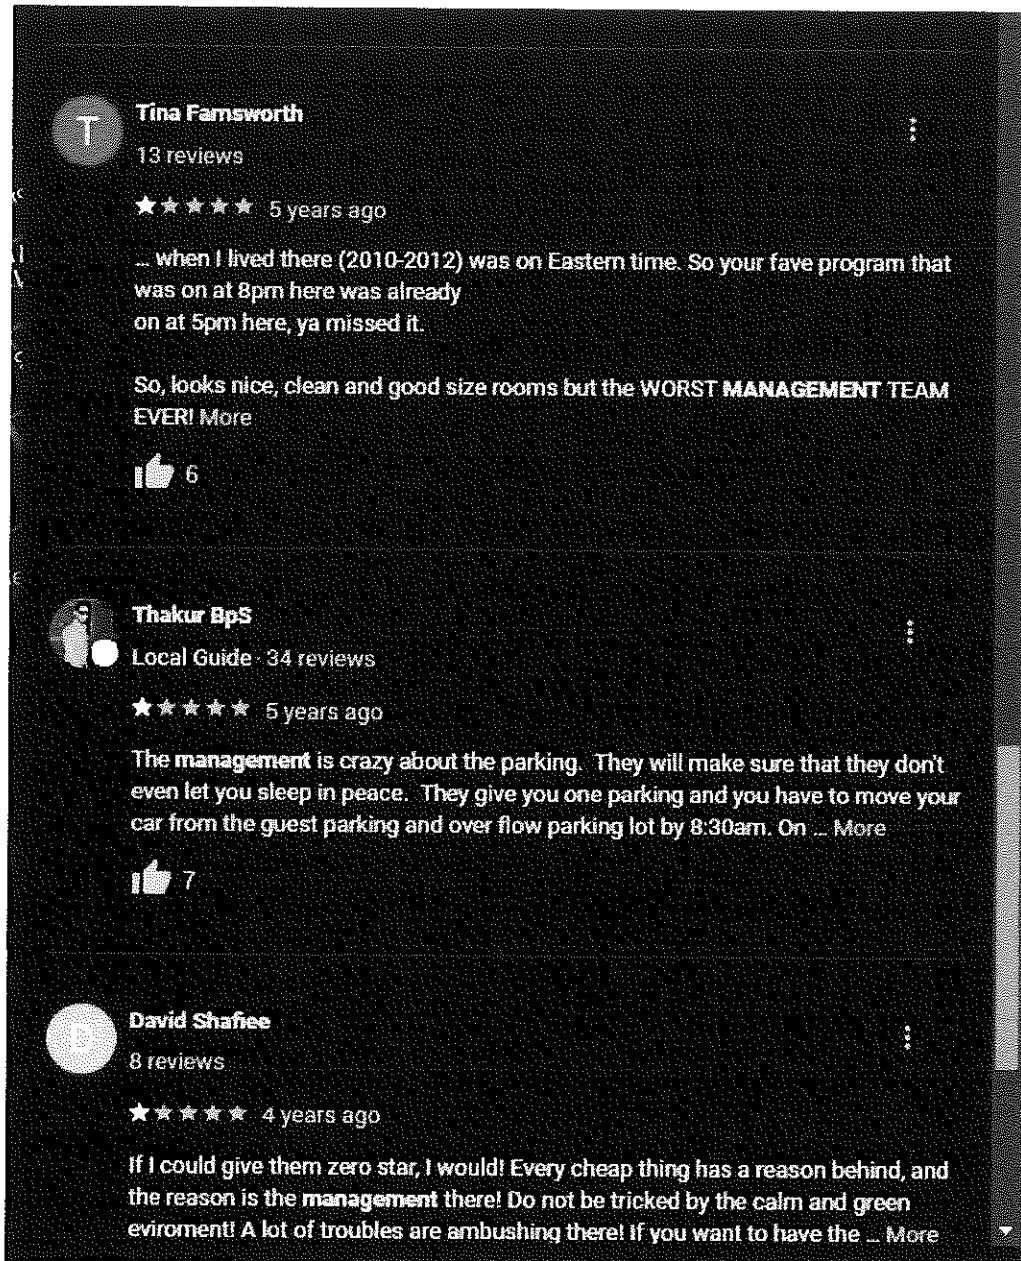 T
Tina Farnsworth
13 reviews
5 years ago
... when I lived there (2010-2012) was on Eastern time. So your fave program that
was on at 8pm here was already
on at 5pm here, ya missed it.
So, looks nice, clean and good size rooms but the WORST MANAGEMENT TEAM
EVER! More
6
Thakur BpS
Local Guide · 34 reviews
5 years ago
The management is crazy about the parking. They will make sure that they don't
even let you sleep in peace. They give you one parking and you have to move your
car from the guest parking and over flow parking lot by 8:30am. On ... More
7
D
David Shafiee
8 reviews
4 years ago
If I could give them zero star, I would! Every cheap thing has a reason behind, and
the reason is the management there! Do not be tricked by the calm and green
eviroment! A lot of troubles are ambushing there! If you want to have the ... More